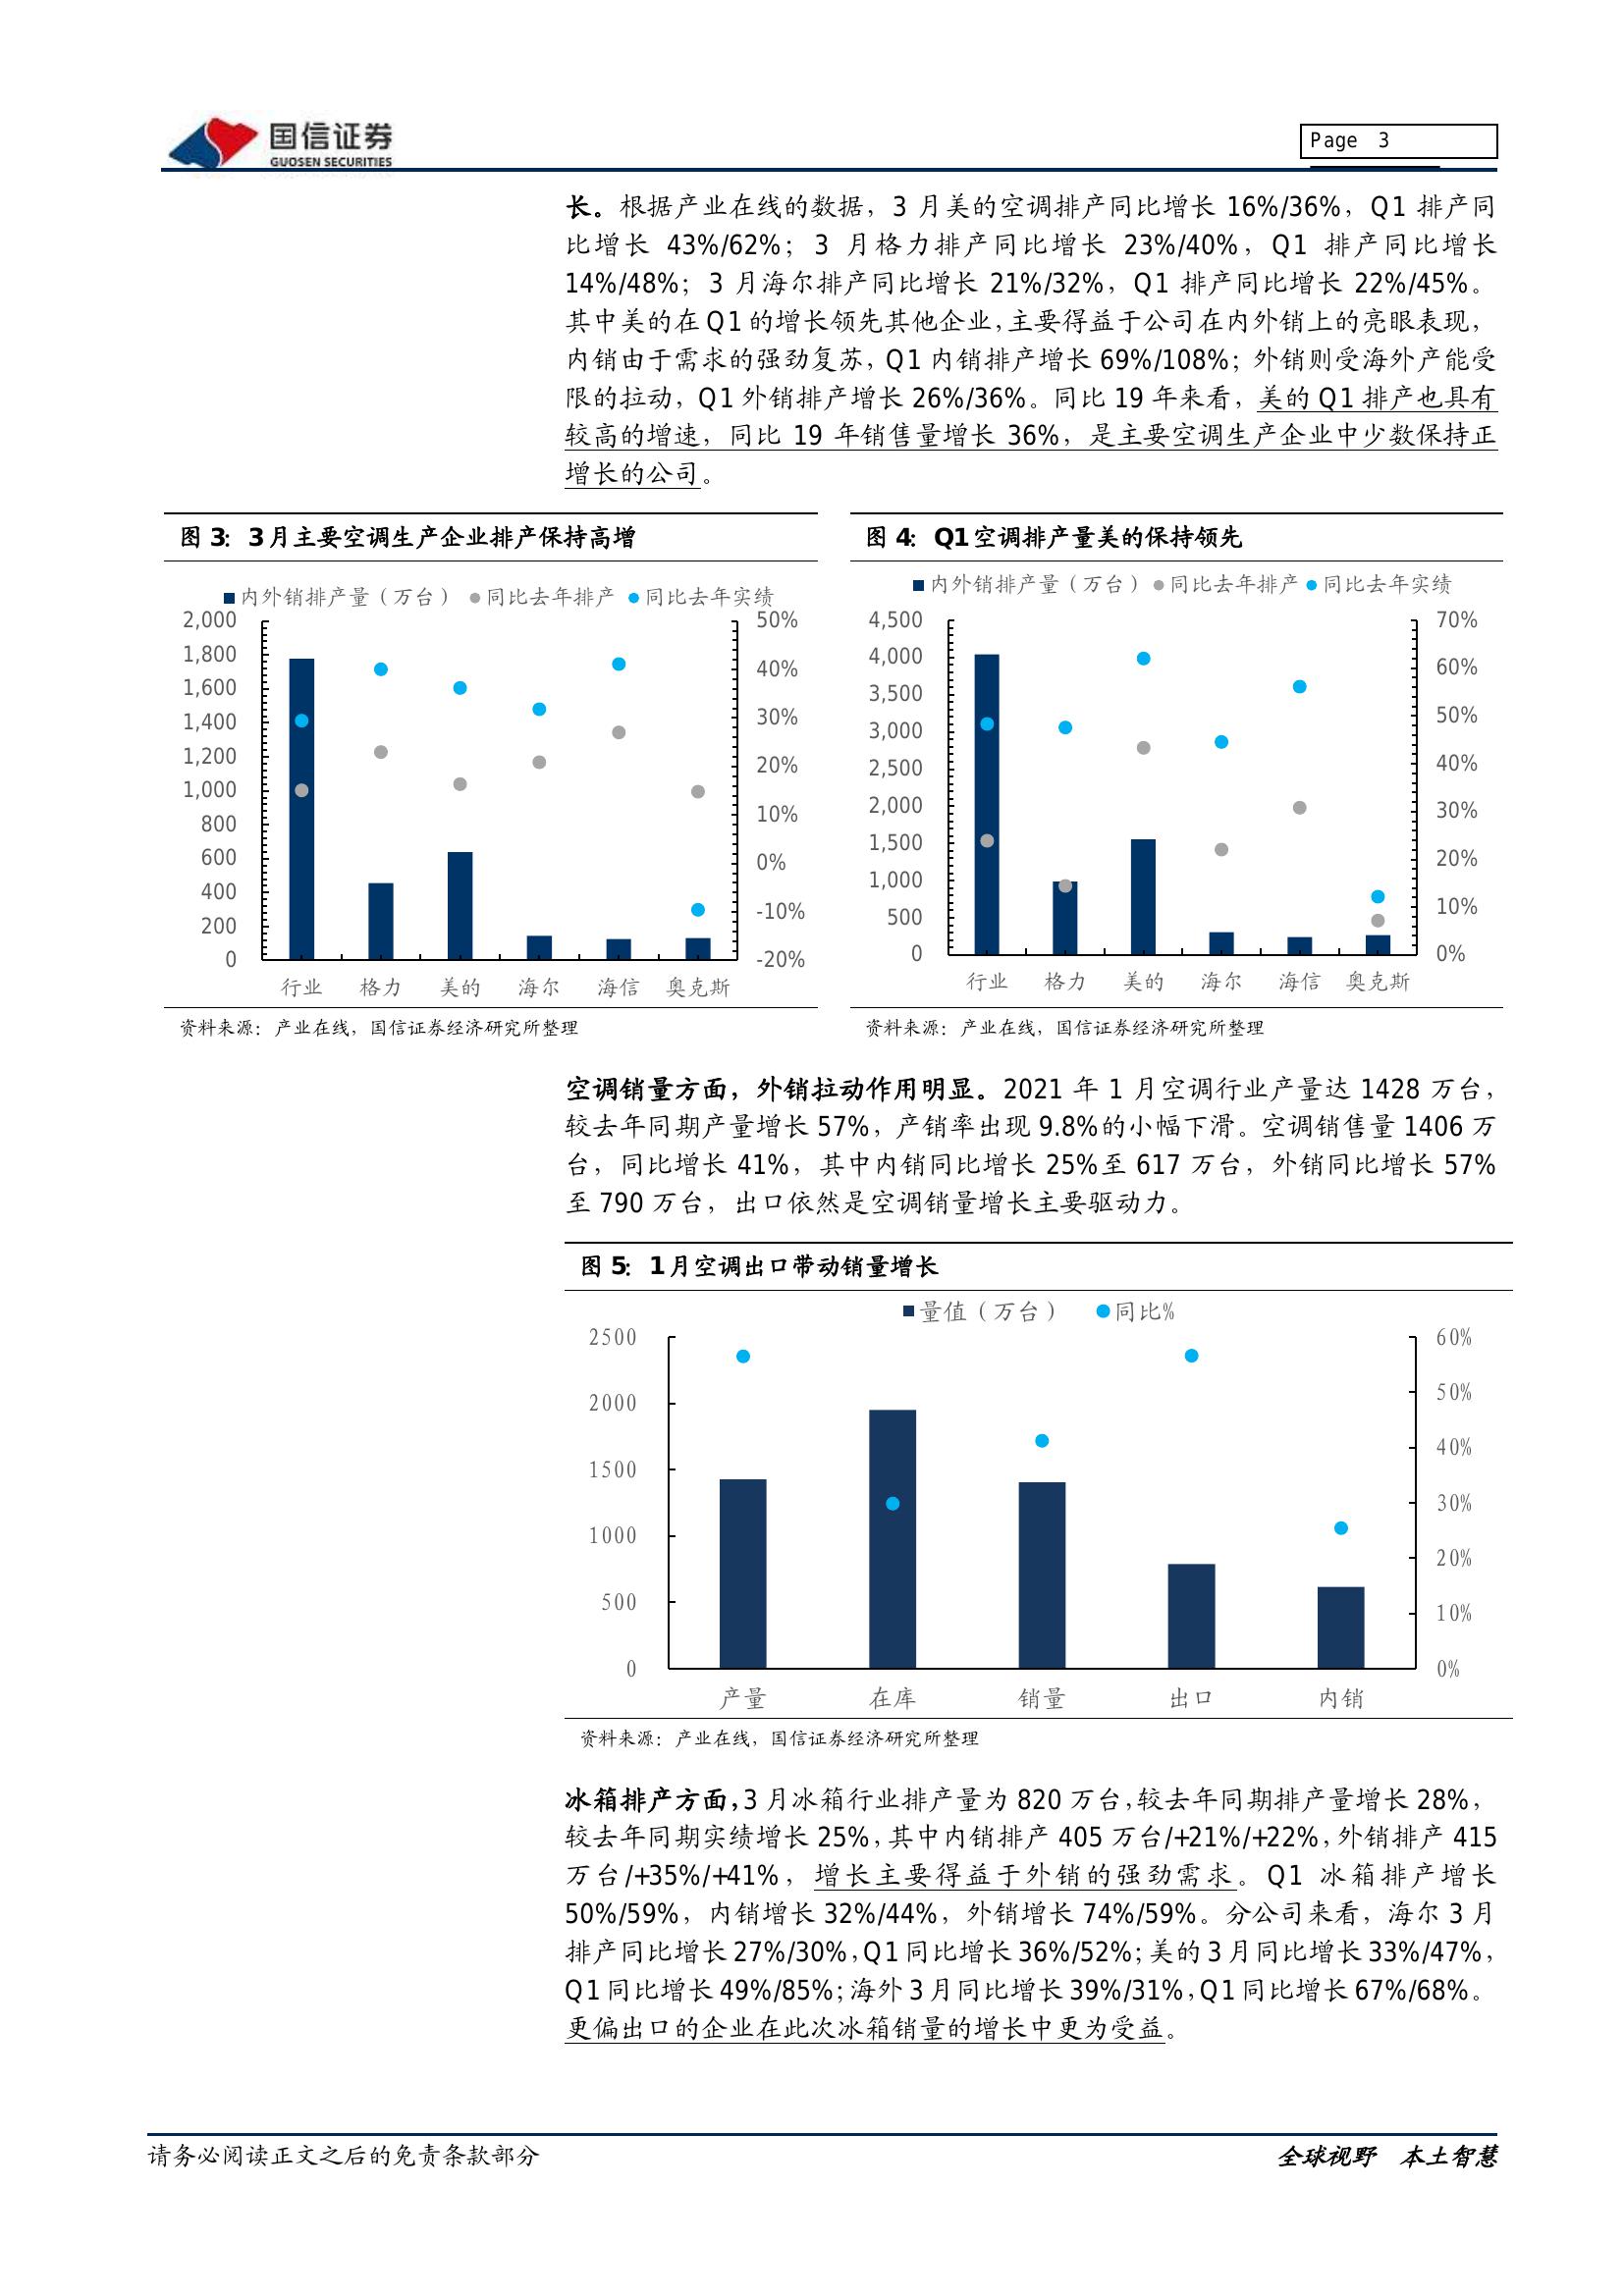 国信证券
GUOSEN SECURITIES
Page 3
长。根据产业在线的数据，3 月美的空调排产同比增长 16%/36%，Q1 排产同
比增长 43%/62%；3 月格力排产同比增长 23%/40%，Q1 排产同比增长
14%/48%；3 月海尔排产同比增长 21%/32%，Q1 排产同比增长 22%/45%。
其中美的在 Q1 的增长领先其他企业，主要得益于公司在内外销上的亮眼表现，
内销由于需求的强劲复苏，Q1 内销排产增长 69%/108%；外销则受海外产能受
限的拉动，Q1 外销排产增长 26%/36%。同比 19 年来看，美的 Q1 排产也具有
较高的增速，同比 19 年销售量增长 36%，是主要空调生产企业中少数保持正
增长的公司。
图 3：3 月主要空调生产企业排产保持高增
内外销排产量（万台） 同比去年排产 同比去年实绩
2,000
1,800
1,600
1,400
1,200
1,000
800
600
400
200
0
50%
40%
30%
20%
10%
0%
-10%
-20%
行业 格力 美的 海尔 海信 奥克斯
资料来源：产业在线，国信证券经济研究所整理
图 4：Q1 空调排产量美的保持领先
内外销排产量（万台） 同比去年排产 同比去年实绩
4,500
4,000
3,500
3,000
2,500
2,000
1,500
1,000
500
0
70%
60%
50%
40%
30%
20%
10%
0%
行业 格力 美的 海尔 海信 奥克斯
资料来源：产业在线，国信证券经济研究所整理
空调销量方面，外销拉动作用明显。2021 年 1 月空调行业产量达 1428 万台，
较去年同期产量增长 57%，产销率出现 9.8%的小幅下滑。空调销售量 1406 万
台，同比增长 41%，其中内销同比增长 25%至 617 万台，外销同比增长 57%
至 790 万台，出口依然是空调销量增长主要驱动力。
图 5：1 月空调出口带动销量增长
量值（万台） 同比%
2500
2000
1500
1000
500
0
60%
50%
40%
30%
20%
10%
0%
产量 在库 销量 出口 内销
资料来源：产业在线，国信证券经济研究所整理
冰箱排产方面，3 月冰箱行业排产量为 820 万台，较去年同期排产量增长 28%，
较去年同期实绩增长 25%，其中内销排产 405 万台/+21%/+22%，外销排产 415
万台/+35%/+41%，增长主要得益于外销的强劲需求。Q1 冰箱排产增长
50%/59%，内销增长 32%/44%，外销增长 74%/59%。分公司来看，海尔 3 月
排产同比增长 27%/30%，Q1 同比增长 36%/52%；美的 3 月同比增长 33%/47%，
Q1 同比增长 49%/85%；海外 3 月同比增长 39%/31%，Q1 同比增长 67%/68%。
更偏出口的企业在此次冰箱销量的增长中更为受益。
请务必阅读正文之后的免责条款部分
全球视野 本土智慧